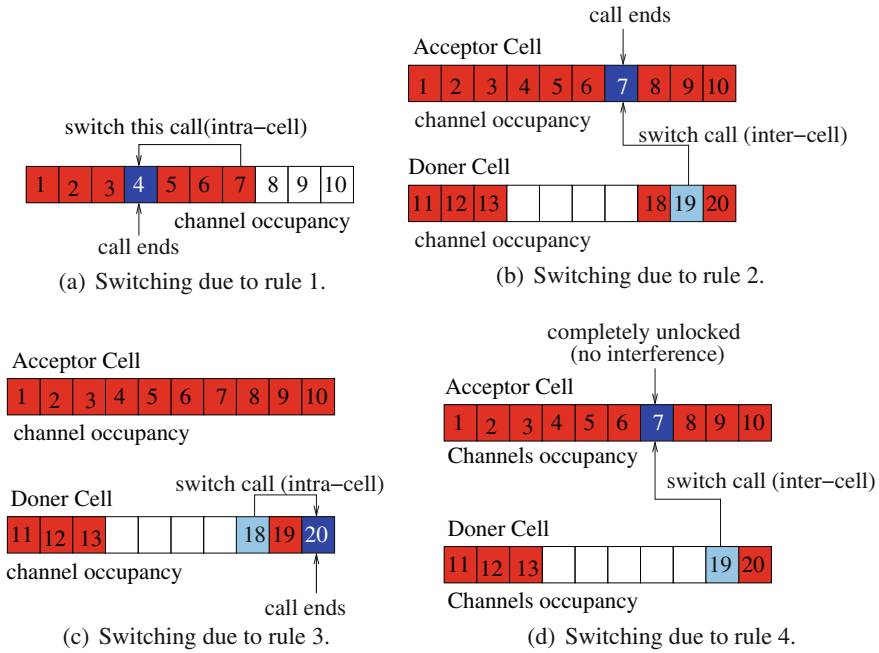 switch this call(intra−cell)
1 2 3 4 5 6 7 8 9 10
channel occupancy
call ends
(a) Switching due to rule 1.
call ends
Acceptor Cell
1 2 3 4 5 6 7 8 9 10
channel occupancy
switch call (inter−cell)
Doner Cell
11 12 13 18 19 20
channel occupancy
(b) Switching due to rule 2.
Acceptor Cell
1 2 3 4 5 6 7 8 9 10
channel occupancy
switch call (intra−cell)
Doner Cell
11 12 13 18 19 20
channel occupancy
call ends
(c) Switching due to rule 3.
completely unlocked
(no interference)
Acceptor Cell
1 2 3 4 5 6 7 8 9 10
Channels occupancy
switch call (inter−cell)
Doner Cell
11 12 13 19 20
Channels occupancy
(d) Switching due to rule 4.